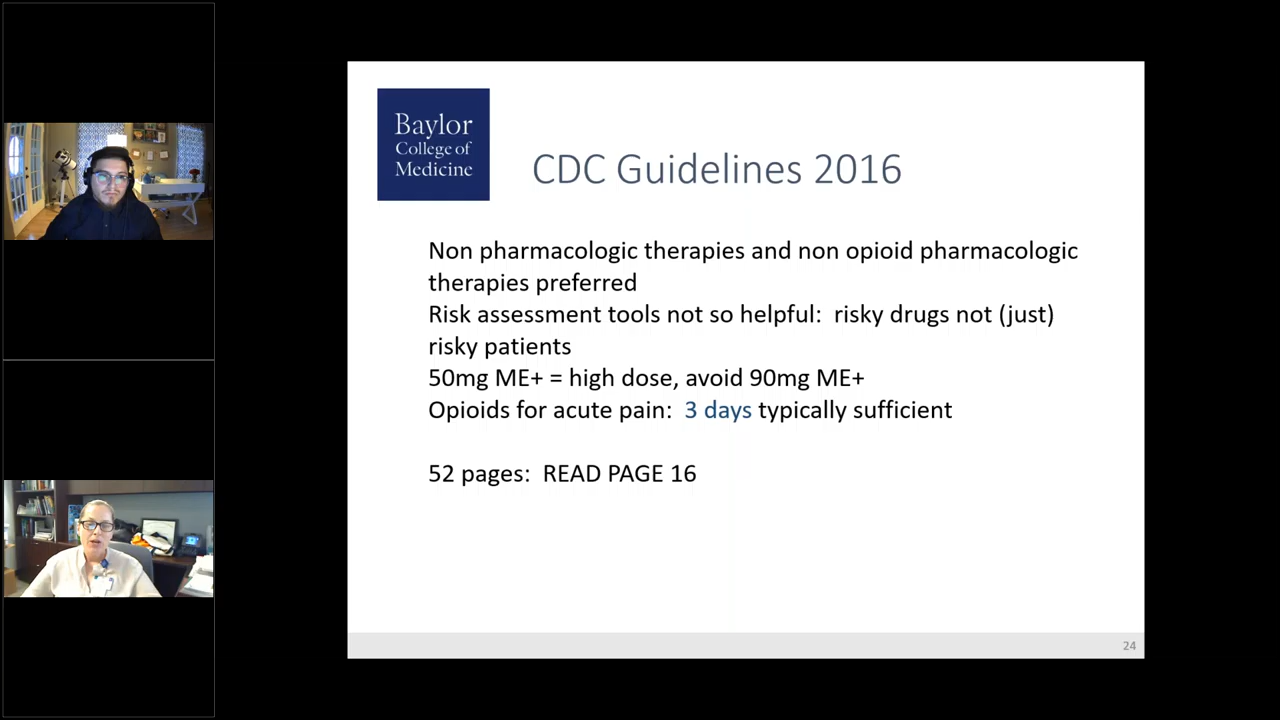 Baylor
College of
Medicine
CDC Guidelines 2016
Non pharmacologic therapies and non opioid pharmacologic
therapies preferred
Risk assessment tools not so helpful:  risky drugs not (just)
risky patients
50mg ME+ = high dose, avoid 90mg ME+
Opioids for acute pain:  3 days typically sufficient
52 pages:  READ PAGE 16
24